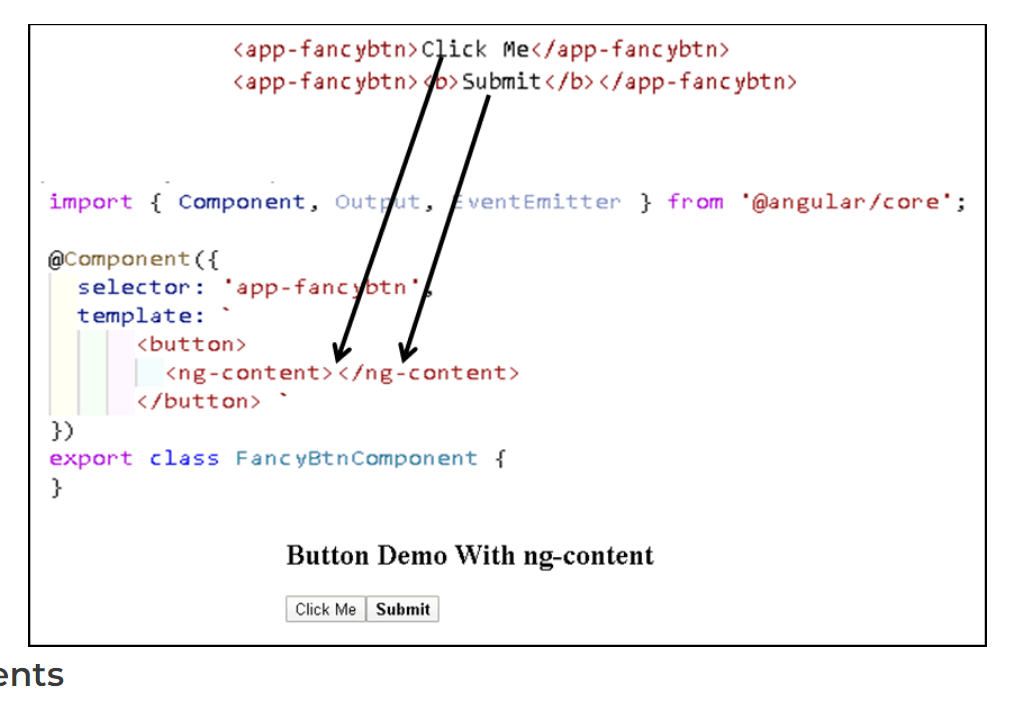 <app-fancybtn>Click Me</app-fancybtn>
<app-fancybtn><b>Submit</b></app-fancybtn>
import { Component, Output, EventEmitter } from '@angular/core';
@Component({
selector: 'app-fancybtn',
template: `
<button>
<ng-content></ng-content>
</button> `
})
export class FancyBtnComponent {
}
Button Demo With ng-content
Click Me Submit
ents